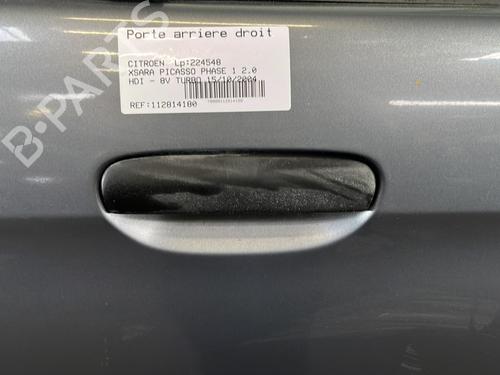 Porte arriere droit
CITROEN Lp:224548
XSARA PICASSO PHASE 1 2.0
HDI - 8V TURBO 15/10/2004
REF:112814180
B-PARTS